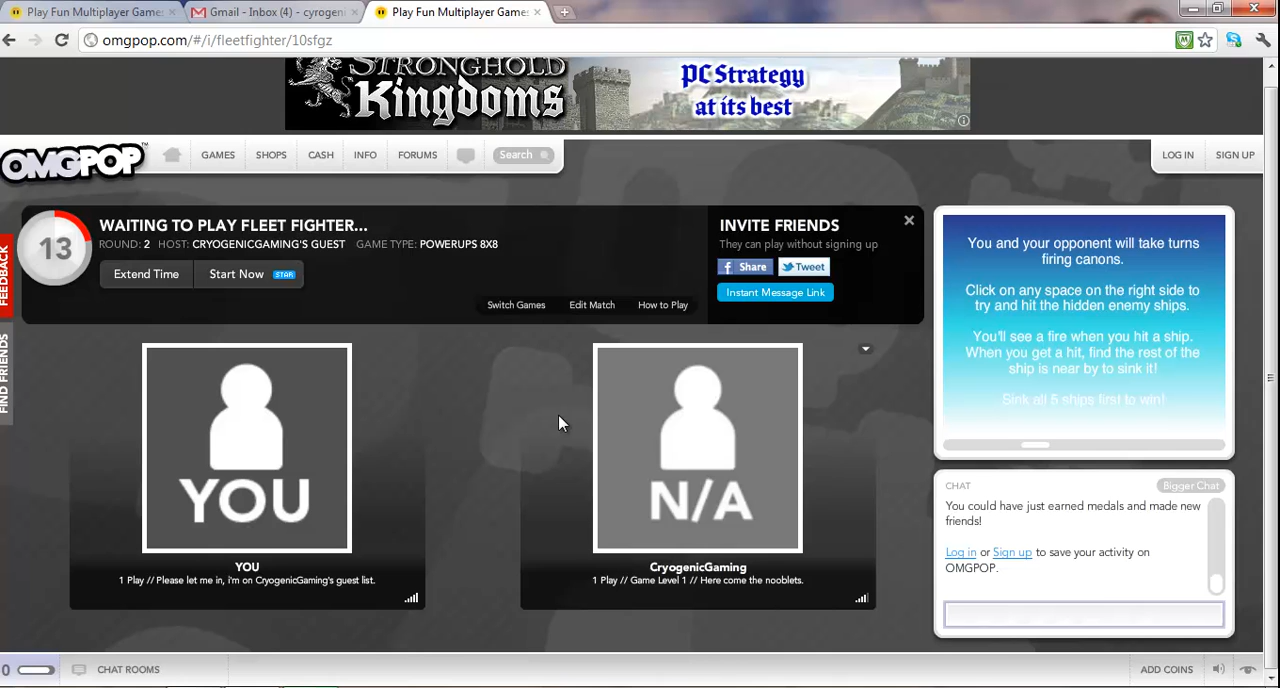 Play Fun Multiplayer Game:
Gmail - Inbox (4) - cyrogeni
Play Fun Multiplayer Game:
omgpop.com/#/i/fleetfighter/10sfgz
STRONGHOLD
Kingdoms
PC Strategy
at its best
OMGPOP
GAMES
SHOPS
CASH
INFO
FORUMS
Search
LOG IN
SIGN UP
FEEDBACK
FIND FRIENDS
13
WAITING TO PLAY FLEET FIGHTER...
ROUND: 2 HOST: CRYOGENICGAMING'S GUEST GAME TYPE: POWERUPS 8X8
Extend Time
Start Now STAR
Switch Games
Edit Match
How to Play
INVITE FRIENDS
They can play without signing up
f Share
Tweet
Instant Message Link
YOU
YOU
1 Play // Please let me in, i'm on CryogenicGaming's guest list.
N/A
CryogenicGaming
1 Play // Game Level 1 // Here come the nooblets.
You and your opponent will take turns
firing canons.
Click on any space on the right side to
try and hit the hidden enemy ships.
You'll see a fire when you hit a ship.
When you get a hit, find the rest of the
ship is near by to sink it!
Sink all 5 ships first to win!
CHAT
Bigger Chat
You could have just earned medals and made new
friends!
Log in or Sign up to save your activity on
OMGPOP.
0
CHAT ROOMS
ADD COINS